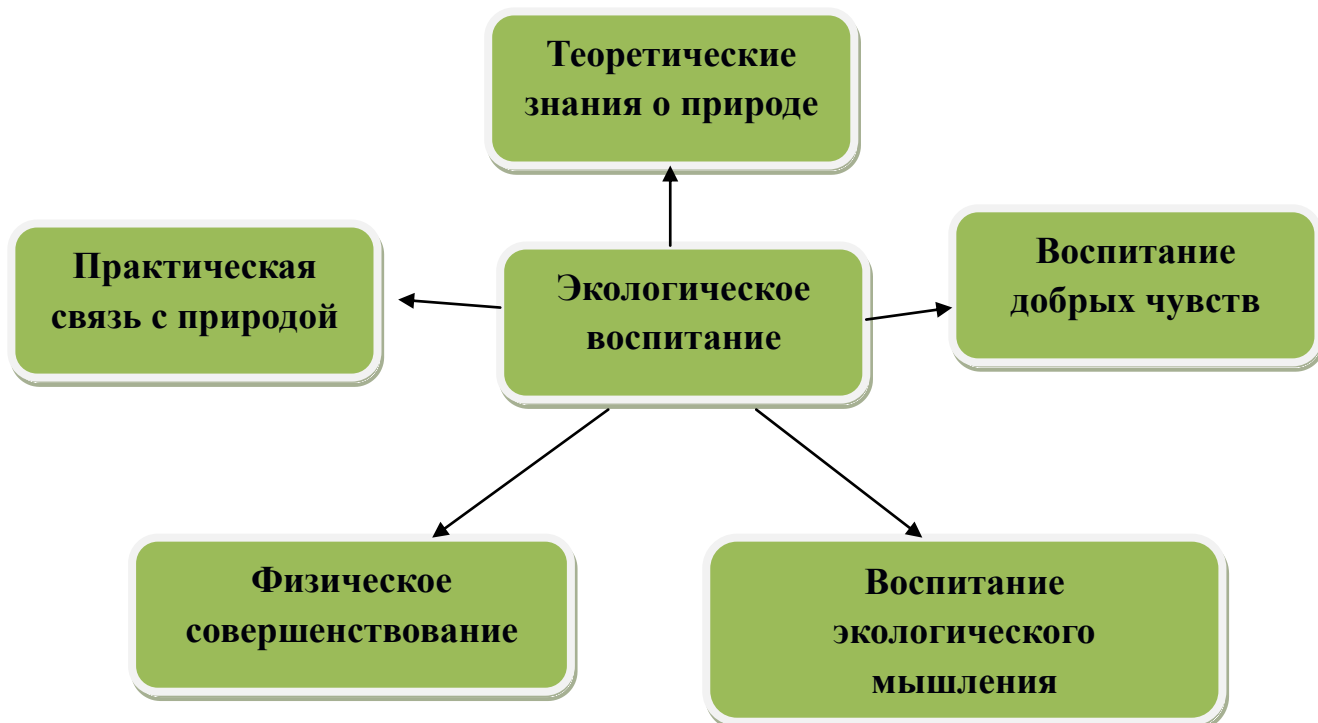 Теоретические
знания о природе
Практическая
связь с природой
Экологическое
воспитание
Воспитание
добрых чувств
Физическое
совершенствование
Воспитание
экологического
мышления